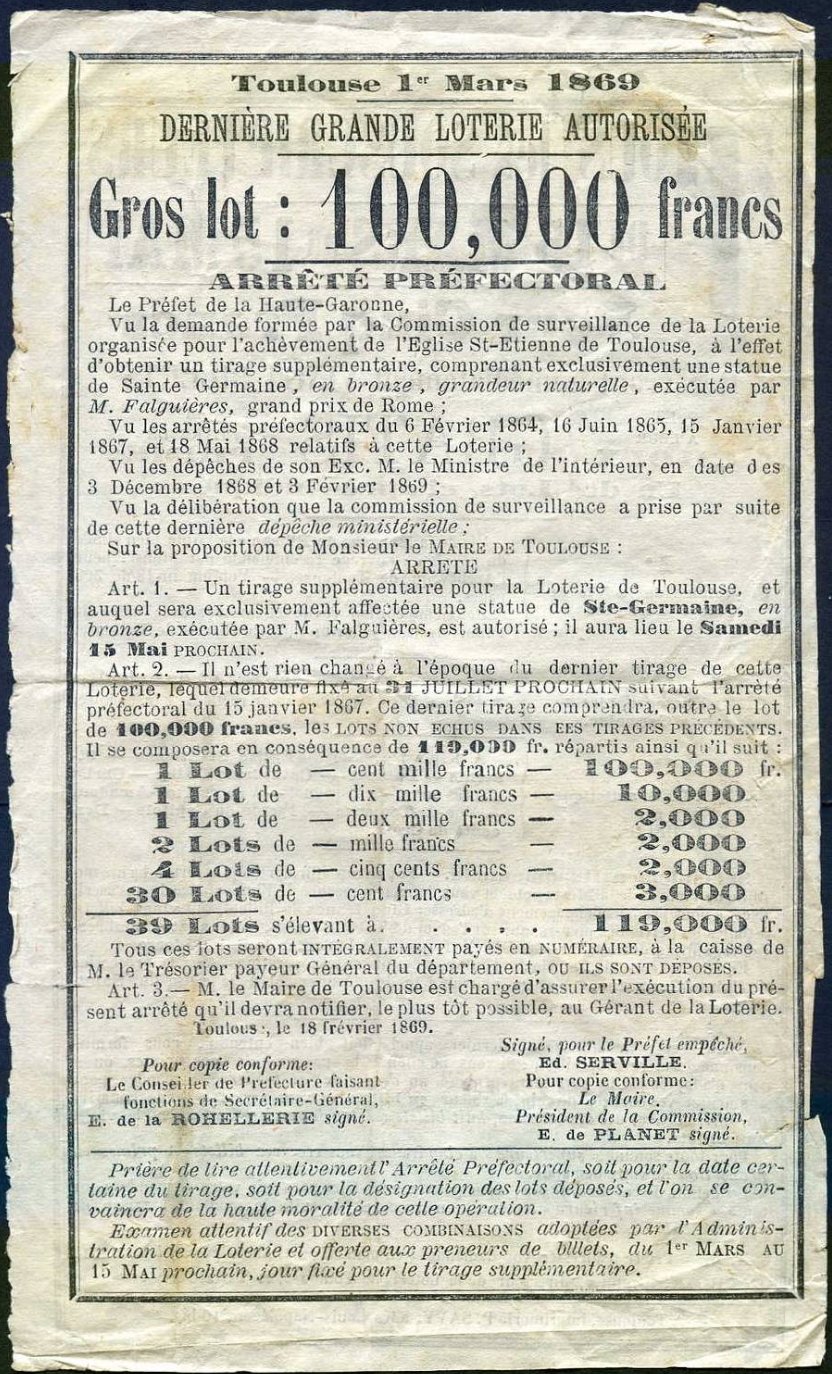 Toulouse 1er Mars 1869
DERNIÈRE GRANDE LOTERIE AUTORISÉE
Gros lot : 100,000 francs
ARRÊTÉ PRÉFECTORAL
Le Préfet de la Haute-Garonne,
Vu la demande formée par la Commission de surveillance de la Loterie
organisée pour l'achèvement de l'Eglise St-Etienne de Toulouse, à l'effet
d'obtenir un tirage supplémentaire, comprenant exclusivement une statue
de Sainte Germaine, en bronze, grandeur naturelle, exécutée par
M. Falguières, grand prix de Rome ;
Vu les arrêtés préfectoraux du 6 Février 1864, 16 Juin 1865, 15 Janvier
1867, et 18 Mai 1868 relatifs à cette Loterie ;
Vu les dépêches de son Exc. M. le Ministre de l'intérieur, en date des
3 Décembre 1868 et 3 Février 1869 ;
Vu la délibération que la commission de surveillance a prise par suite
de cette dernière dépêche ministérielle ;
Sur la proposition de Monsieur le MAIRE DE TOULOUSE :
ARRETE
Art. 1. — Un tirage supplémentaire pour la Loterie de Toulouse, et
auquel sera exclusivement affectée une statue de Ste-Germaine, en
bronze, exécutée par M. Falguières, est autorisé ; il aura lieu le Samedi
15 Mai PROCHAIN.
Art. 2. — Il n'est rien changé à l'époque du dernier tirage de cette
Loterie, lequel demeure fixé au 31 JUILLET PROCHAIN suivant l'arrêté
préfectoral du 15 janvier 1867. Ce dernier tirage comprendra, outre le lot
de 100,000 francs, les LOTS NON ECHUS DANS EES TIRAGES PRECÉDENTS.
Il se composera en conséquence de 119,000 fr. répartis ainsi qu'il suit :
1 Lot de — cent mille francs — 100,000 fr.
1 Lot de — dix mille francs — 10,000
1 Lot de — deux mille francs — 2,000
2 Lots de — mille francs — 2,000
4 Lots de — cinq cents francs — 2,000
30 Lots de — cent francs — 3,000
39 Lots s'élevant à. . . . . 119,000 fr.
Tous ces lots seront INTÉGRALEMENT payés en NUMÉRAIRE, à la caisse de
M. le Trésorier payeur Général du département, OU ILS SONT DÉPOSÉS.
Art. 3. — M. le Maire de Toulouse est chargé d'assurer l'exécution du pré-
sent arrêté qu'il devra notifier, le plus tôt possible, au Gérant de la Loterie.
Toulouse, le 18 frévrier 1869.
Signé, pour le Préfet empéché,
Ed. SERVILLE.
Pour copie conforme:
Le Conseiller de Préfecture faisant
fonctions de Secrétaire-Général,
E. de la ROHELLERIE signé.
Pour copie conforme:
Le Maire,
Président de la Commission,
E. de PLANET signé.
Prière de lire attentivement l'Arrêté Préfectoral, soit pour la date cer-
taine du tirage, soit pour la désignation des lots déposés, et l'on se con-
vaincra de la haute moralité de cette opération.
Examen attentif des DIVERSES COMBINAISONS adoptées par l'Adminis-
tration de la Loterie et offerte aux preneurs de billets, du 1er MARS AU
15 MAI prochain, jour fixé pour le tirage supplémentaire.